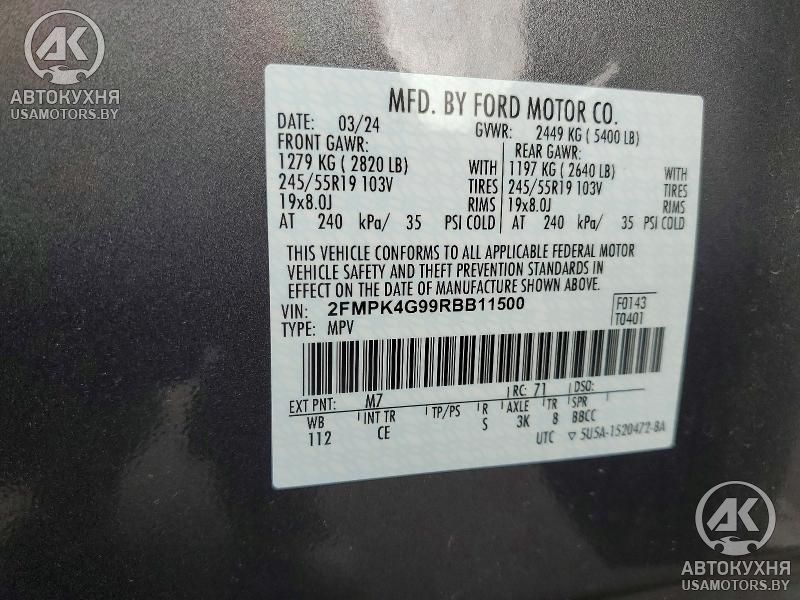 АК
АВТОКУХНЯ
USAMOTORS.BY
MFD. BY FORD MOTOR CO.
DATE: 03/24 GVWR: 2449 KG ( 5400 LB)
FRONT GAWR: REAR GAWR:
1279 KG ( 2820 LB) WITH 1197 KG ( 2640 LB) WITH
245/55R19 103V TIRES 245/55R19 103V TIRES
19x8.0J RIMS 19x8.0J RIMS
AT 240 kPa/ 35 PSI COLD AT 240 kPa/ 35 PSI COLD
THIS VEHICLE CONFORMS TO ALL APPLICABLE FEDERAL MOTOR
VEHICLE SAFETY AND THEFT PREVENTION STANDARDS IN
EFFECT ON THE DATE OF MANUFACTURE SHOWN ABOVE.
VIN: 2FMPK4G99RBB11500 F0143
TYPE: MPV T0401
EXT PNT: M7 RC: 71 DSO:
WB INT TR TP/PS R AXLE TR SPR
112 CE S 3K 8 BBCC
UTC ▽ 5U5A-1520472-BA
АК
АВТОКУХНЯ
USAMOTORS.BY